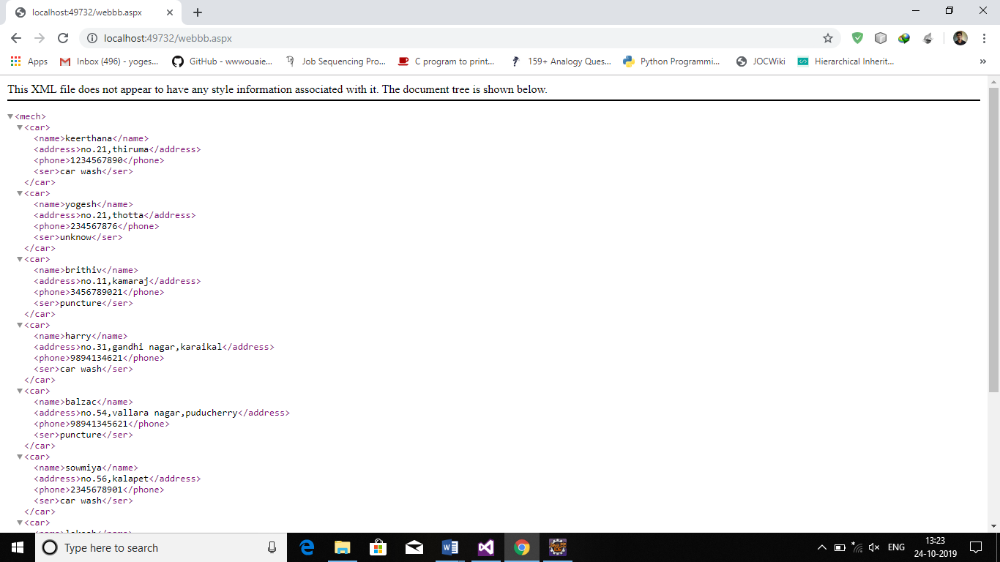 localhost:49732/webbb.aspx
localhost:49732/webbb.aspx
Apps Inbox (496) - yoges... GitHub - wwwouaie... Job Sequencing Pro... C program to print... 159+ Analogy Ques... Python Programmi... JOCWiki Hierarchical Inherit... »
This XML file does not appear to have any style information associated with it. The document tree is shown below.
<mech>
<car>
<name>keerthana</name>
<address>no.21,thiruma</address>
<phone>1234567890</phone>
<ser>car wash</ser>
</car>
<car>
<name>yogesh</name>
<address>no.21,thotta</address>
<phone>234567876</phone>
<ser>unknow</ser>
</car>
<car>
<name>brithiv</name>
<address>no.11,kamaraj</address>
<phone>3456789021</phone>
<ser>puncture</ser>
</car>
<car>
<name>harry</name>
<address>no.31,gandhi nagar,karaikal</address>
<phone>9894134621</phone>
<ser>car wash</ser>
</car>
<car>
<name>balzac</name>
<address>no.54,vallara nagar,puducherry</address>
<phone>98941345621</phone>
<ser>puncture</ser>
</car>
<car>
<name>sowmiya</name>
<address>no.56,kalapet</address>
<phone>2345678901</phone>
<ser>car wash</ser>
</car>
<car>
Type here to search
ENG
13:23
24-10-2019